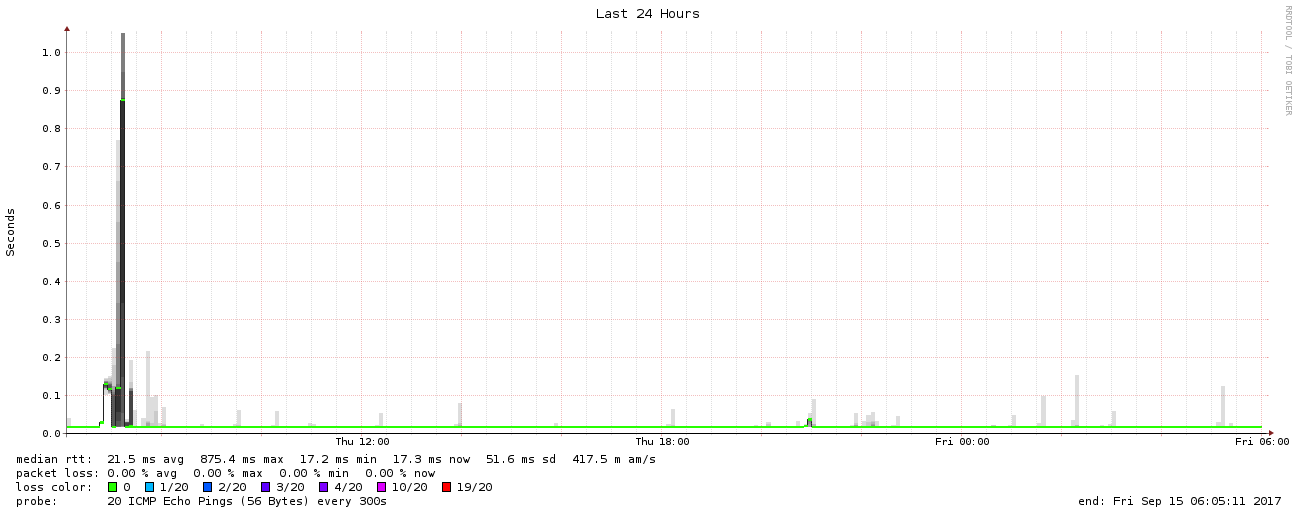 Last 24 Hours
RRDTOOL / TOBI OETIKER
Seconds
1.0
0.9
0.8
0.7
0.6
0.5
0.4
0.3
0.2
0.1
0.0
Thu 12:00 Thu 18:00 Fri 00:00 Fri 06:00
median rtt: 21.5 ms avg 875.4 ms max 17.2 ms min 17.3 ms now 51.6 ms sd 417.5 m am/s
packet loss: 0.00 % avg 0.00 % max 0.00 % min 0.00 % now
loss color: 0 1/20 2/20 3/20 4/20 10/20 19/20
probe: 20 ICMP Echo Pings (56 Bytes) every 300s end: Fri Sep 15 06:05:11 2017